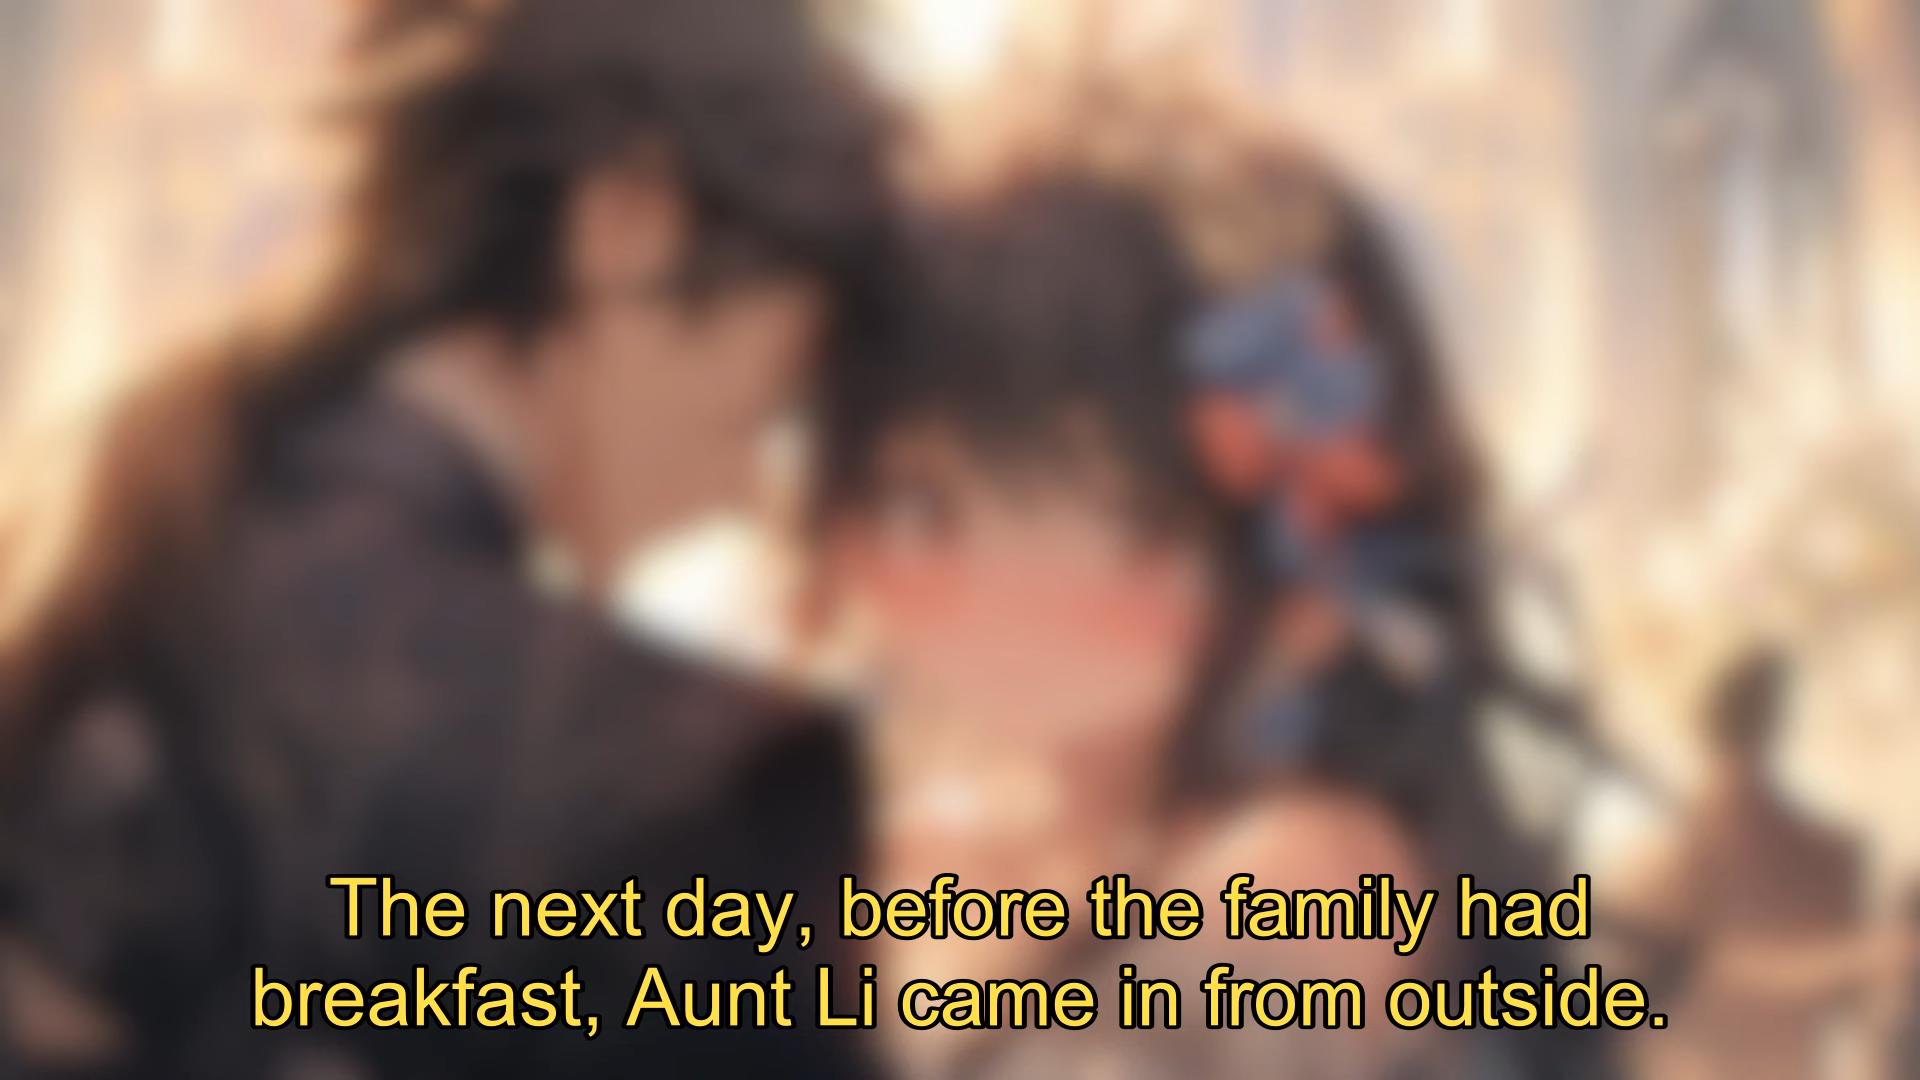 The next day, before the family had
breakfast, Aunt Li came in from outside.